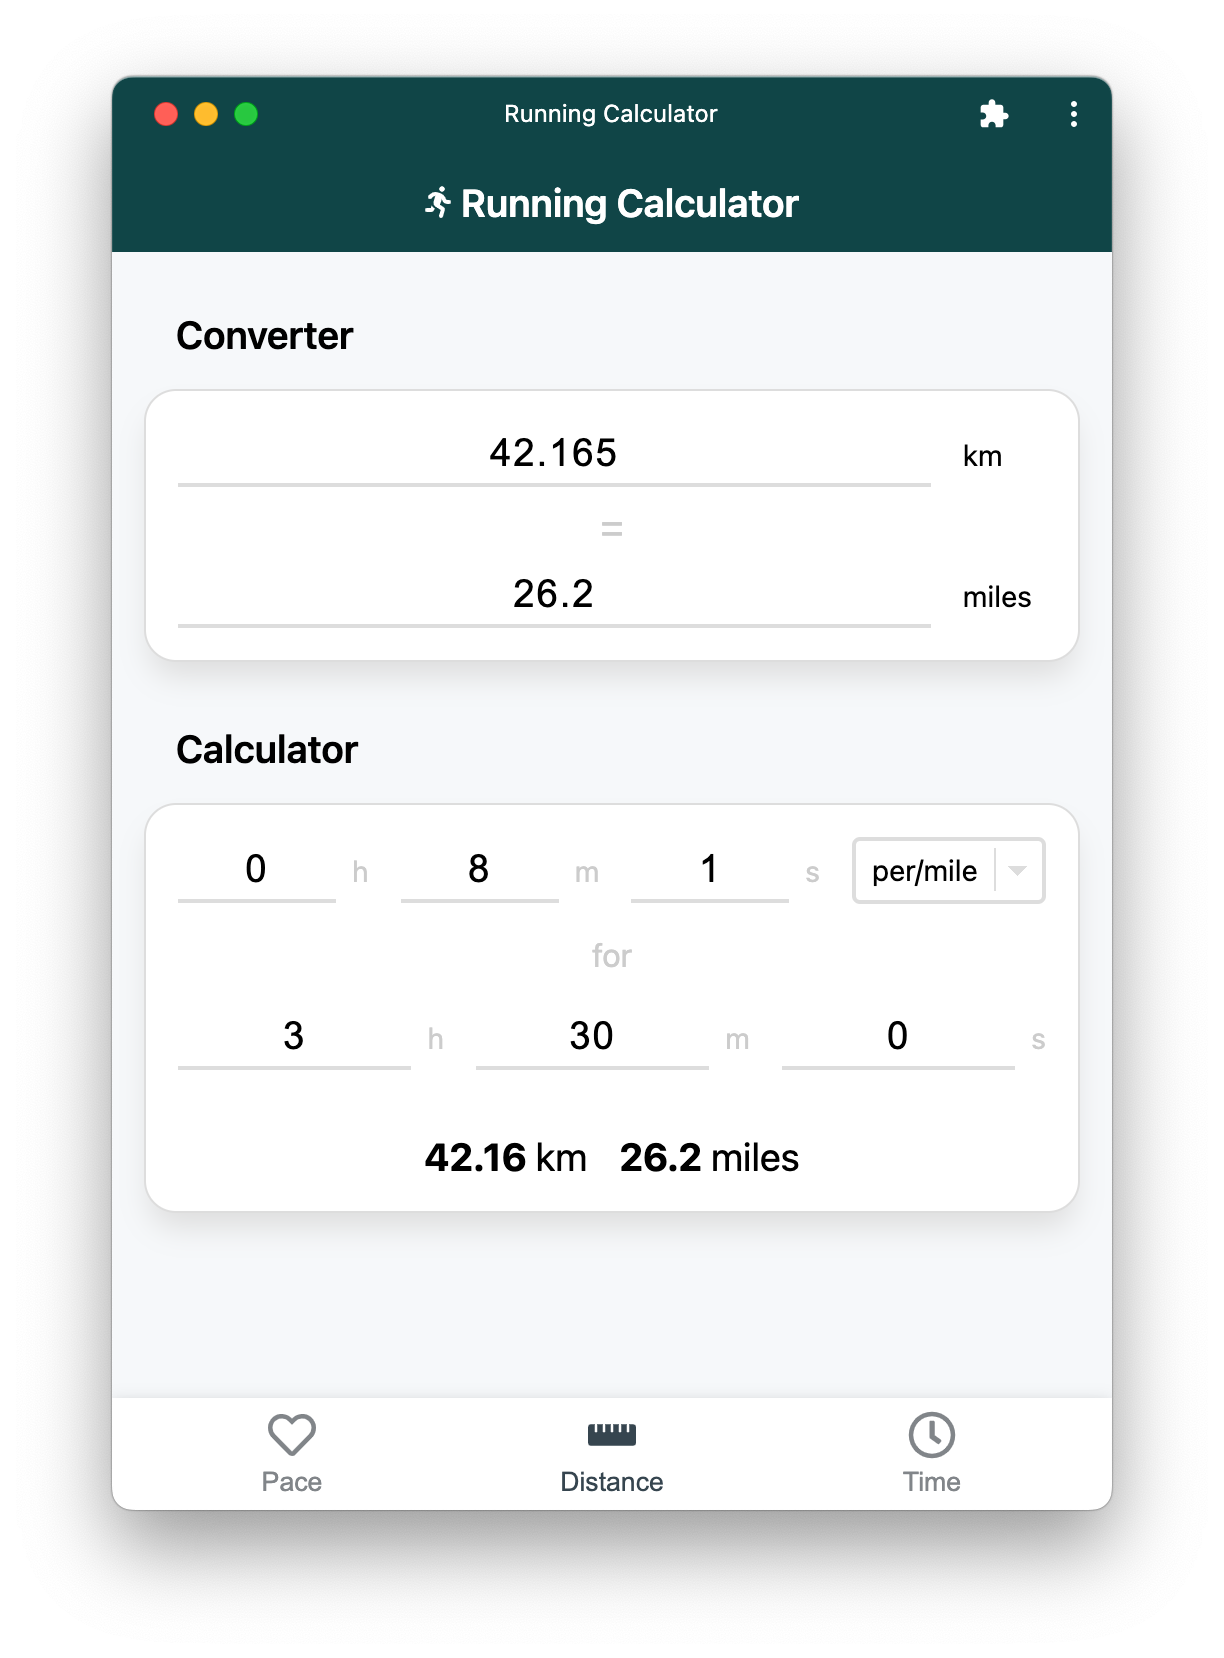 Running Calculator
Running Calculator
Converter
42.165 km
=
26.2 miles
Calculator
0 h 8 m 1 s per/mile
for
3 h 30 m 0 s
42.16 km 26.2 miles
Pace Distance Time